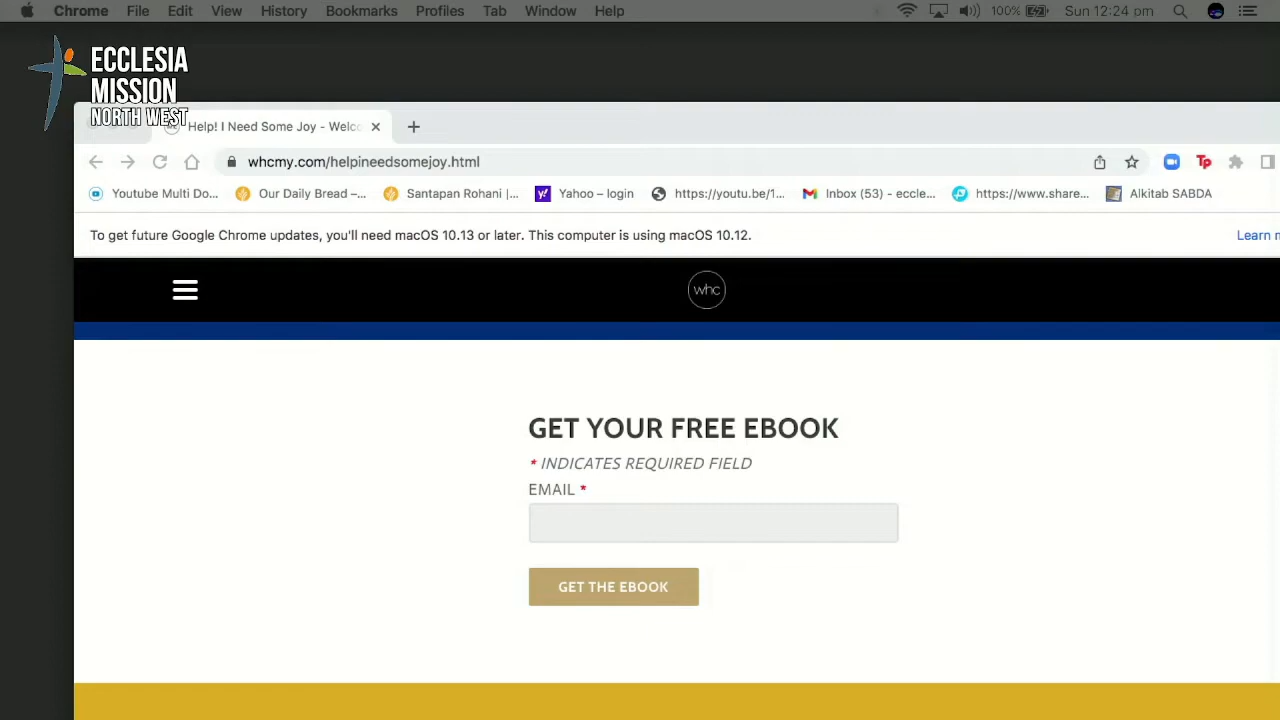 Chrome File Edit View History Bookmarks Profiles Tab Window Help 100% Sun 12:24 pm
ECCLESIA
MISSION
NORTH WEST
Help! I Need Some Joy - Welco
whcmy.com/helpineedsomejoy.html
Tp
Youtube Multi Do... Our Daily Bread –... Santapan Rohani |... Yahoo – login https://youtu.be/1... Inbox (53) - eccle... https://www.share... Alkitab SABDA
To get future Google Chrome updates, you'll need macOS 10.13 or later. This computer is using macOS 10.12. Learn
whc
GET YOUR FREE EBOOK
* INDICATES REQUIRED FIELD
EMAIL *
GET THE EBOOK